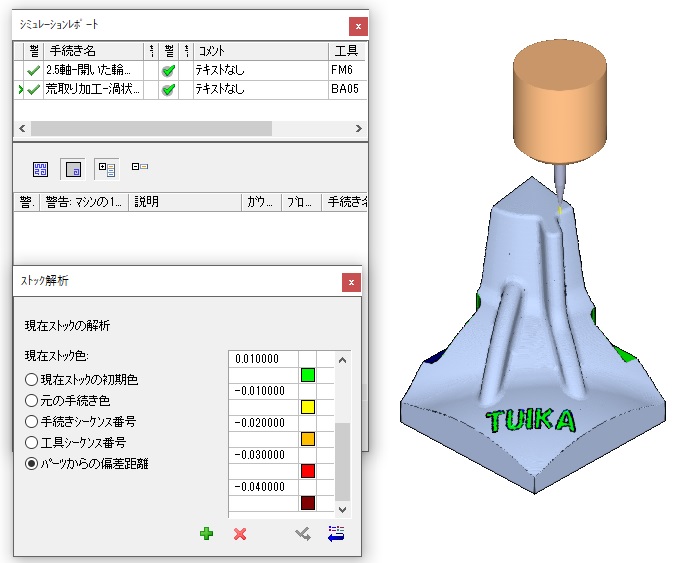 シミュレーションレポート
警 手続き名 警 コメント 工具
2.5軸-開いた輪... テキストなし FM6
荒取り加工-渦状... テキストなし BA05
警. 警告: マシンの1... 説明 ガウ... ブロ... 手続き名
ストック解析
現在ストックの解析
現在ストック色:
現在ストックの初期色
元の手続き色
手続きシーケンス番号
工具シーケンス番号
パーツからの偏差距離
0.010000
-0.010000
-0.020000
-0.030000
-0.040000
TUIKA